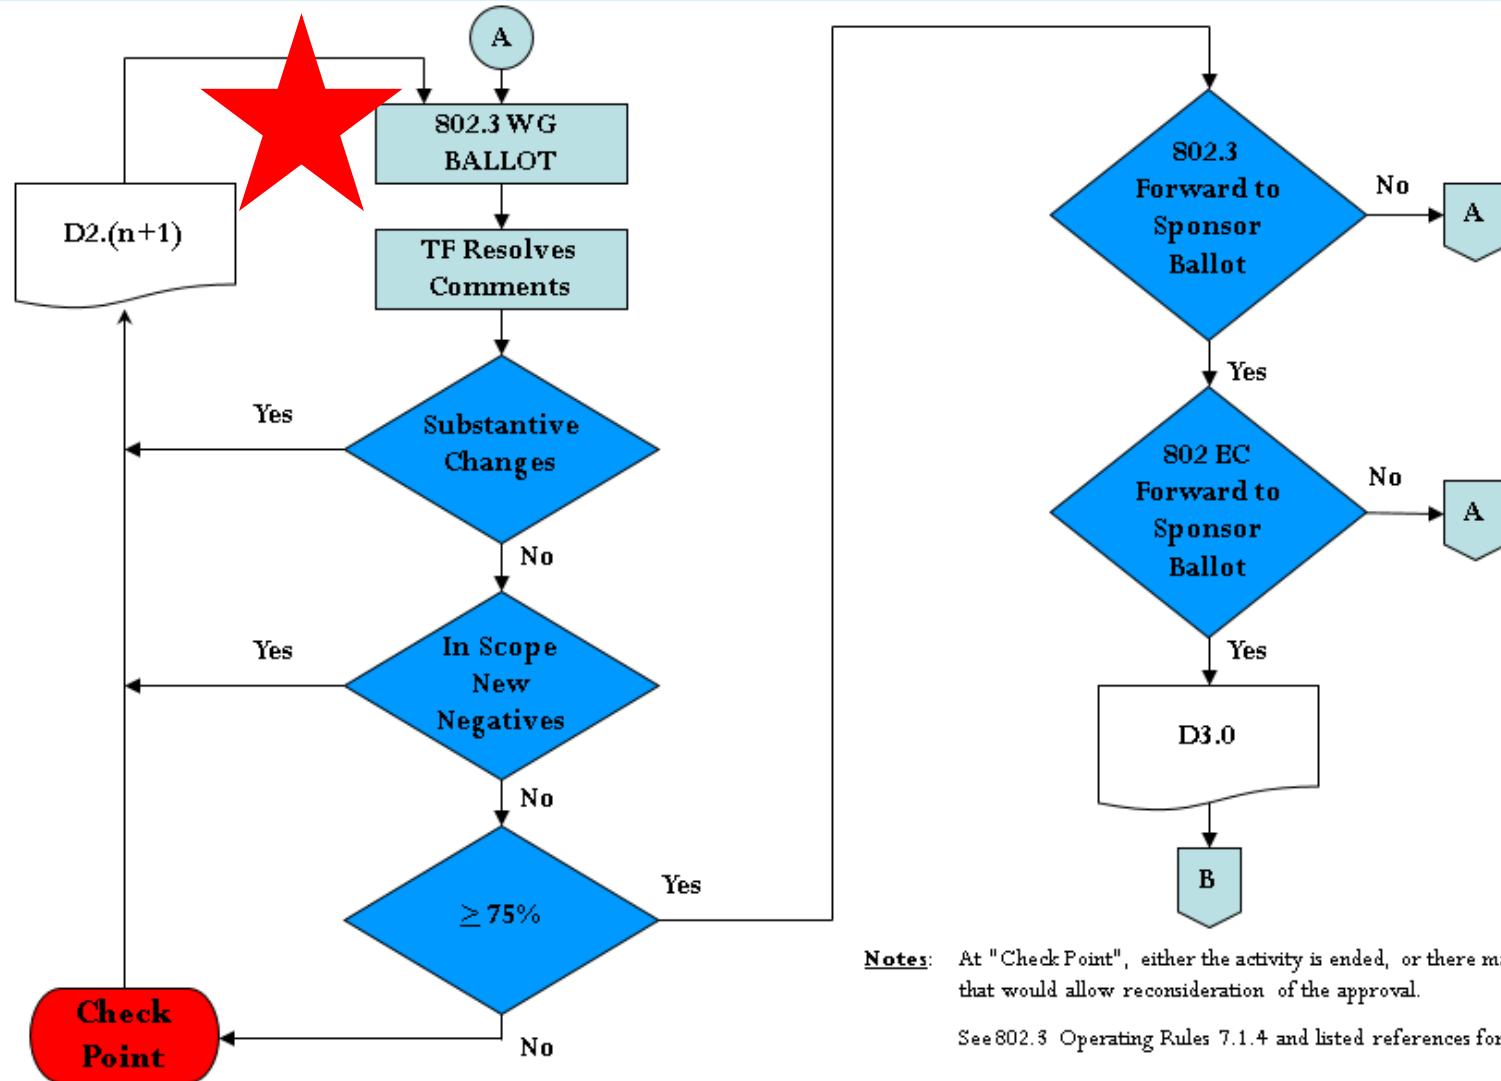 A
802.3 WG
BALLOT
D2.(n+1)
TF Resolves
Comments
Substantive
Changes
Yes
No
In Scope
New
Negatives
Yes
No
≥ 75%
Yes
No
Check
Point
802.3
Forward to
Sponsor
Ballot
No
A
Yes
802 EC
Forward to
Sponsor
Ballot
No
A
Yes
D3.0
B
Notes: At "Check Point", either the activity is ended, or there
that would allow reconsideration of the approval.
See 802.3 Operating Rules 7.1.4 and listed references for